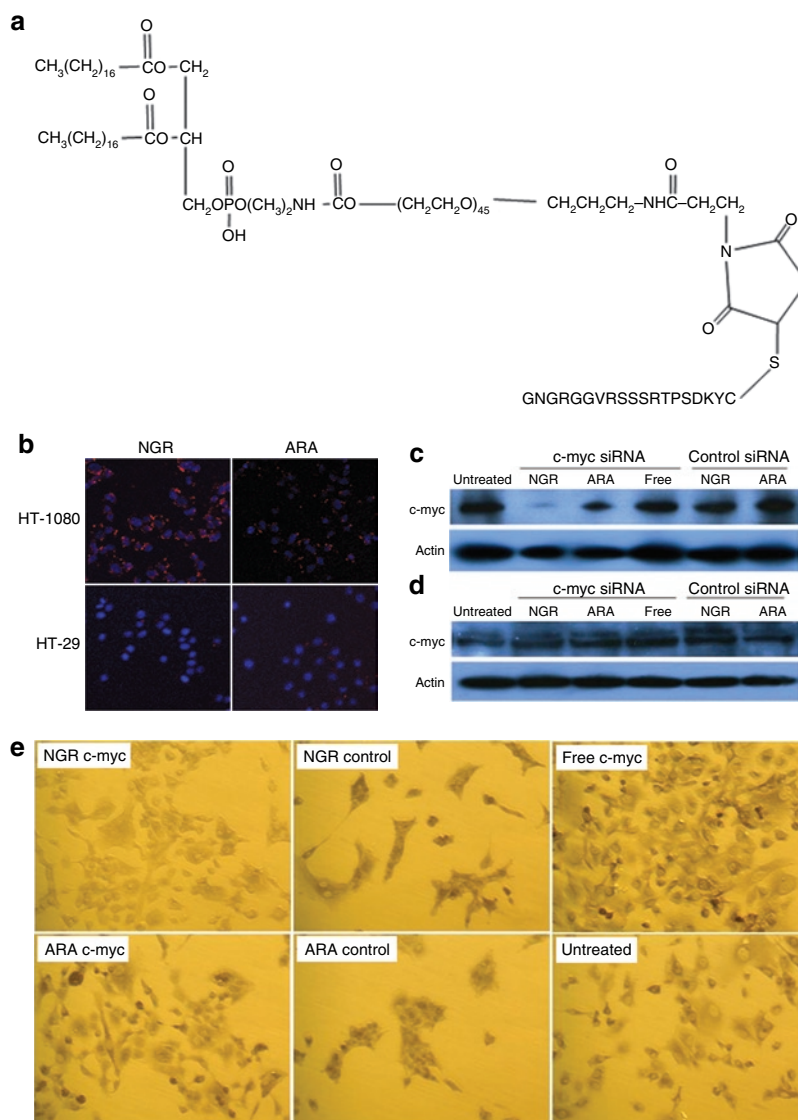 a
O
CH3(CH2)16 CO CH2
O
CH3(CH2)16 CO CH
O
CH2OPO(CH2)2NH CO (CH2CH2O)45 CH2CH2CH2–NHC–CH2CH2
O
O
OH
N
O
O
S
GNGRGGVRSSSRTPSDKYC
b
NGR ARA
HT-1080
HT-29
c
c-myc siRNA Control siRNA
Untreated NGR ARA Free NGR ARA
c-myc
Actin
d
c-myc siRNA Control siRNA
Untreated NGR ARA Free NGR ARA
c-myc
Actin
e
NGR c-myc NGR control Free c-myc
ARA c-myc ARA control Untreated